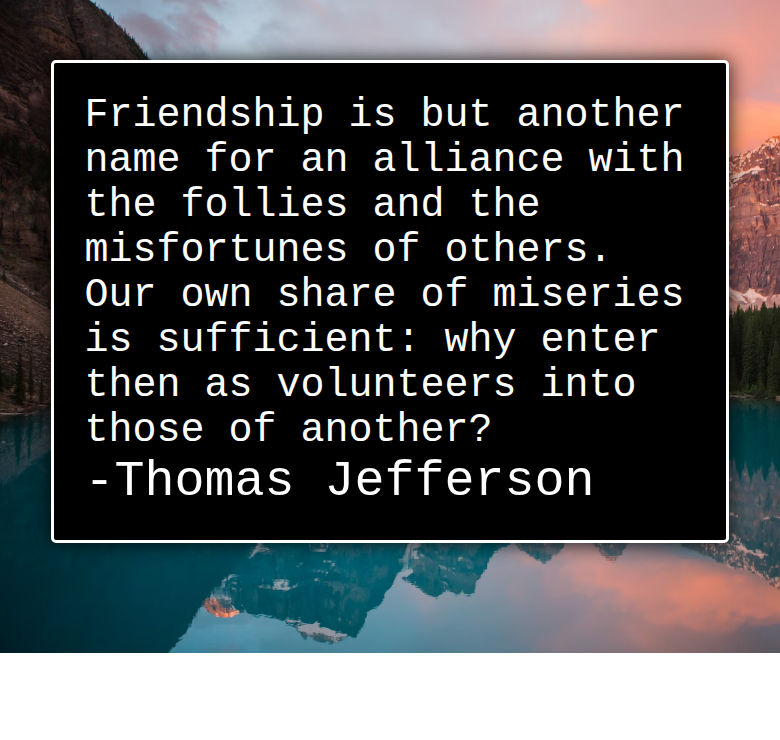 Friendship is but another
name for an alliance with
the follies and the
misfortunes of others.
Our own share of miseries
is sufficient: why enter
then as volunteers into
those of another?
-Thomas Jefferson